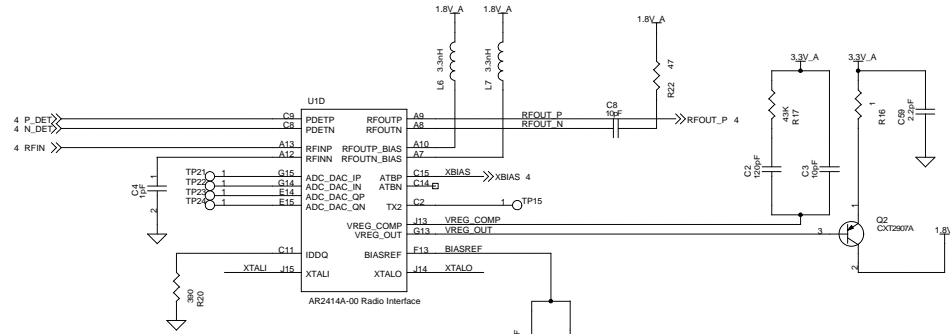 1.8V_A
1.8V_A
1.8V_A
3.3nH
L6
3.3nH
L7
47
R22
3.3V_A
3.3V_A
U1D
C8
10pF
43K
R17
1
R16
C59
2.2pF
4 P_DET
C9
PDETP
RFOUTP
A9
RFOUT_P
RFOUT_P 4
4 N_DET
C8
PDETN
RFOUTN
A8
RFOUT_N
4 RFIN
A13
RFINP
RFOUTP_BIAS
A10
A12
RFINN
RFOUTN_BIAS
A7
C2
120pF
C3
10pF
C4
1pF
1
2
TP21
1
G15
ADC_DAC_IP
ATBP
C15
XBIAS
XBIAS 4
TP22
1
G14
ADC_DAC_IN
ATBN
C14
TP23
1
E14
ADC_DAC_QP
TP24
1
E15
ADC_DAC_QN
TX2
C2
1
TP15
1
VREG_COMP
J13
VREG_COMP
VREG_OUT
G13
VREG_OUT
3
Q2
CXT2907A
1.8V
2
C11
IDDQ
BIASREF
F13
BIASREF
XTALI
J15
XTALI
XTALO
J14
XTALO
390
R20
AR2414A-00 Radio Interface
F